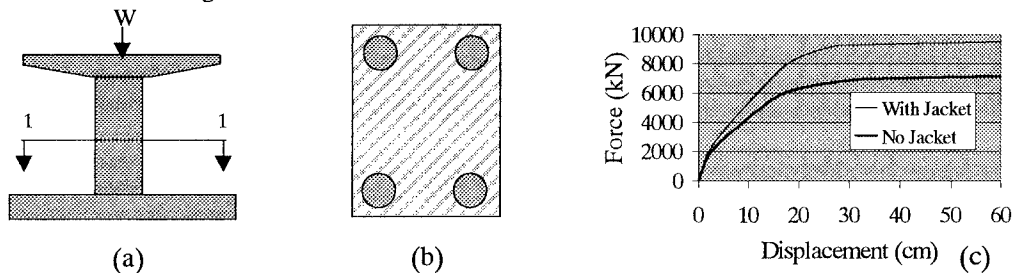 W
1 1
(a)
(b)
10000
8000
6000
4000
2000
0
Force (kN)
With Jacket
No Jacket
0 10 20 30 40 50 60
Displacement (cm)
(c)